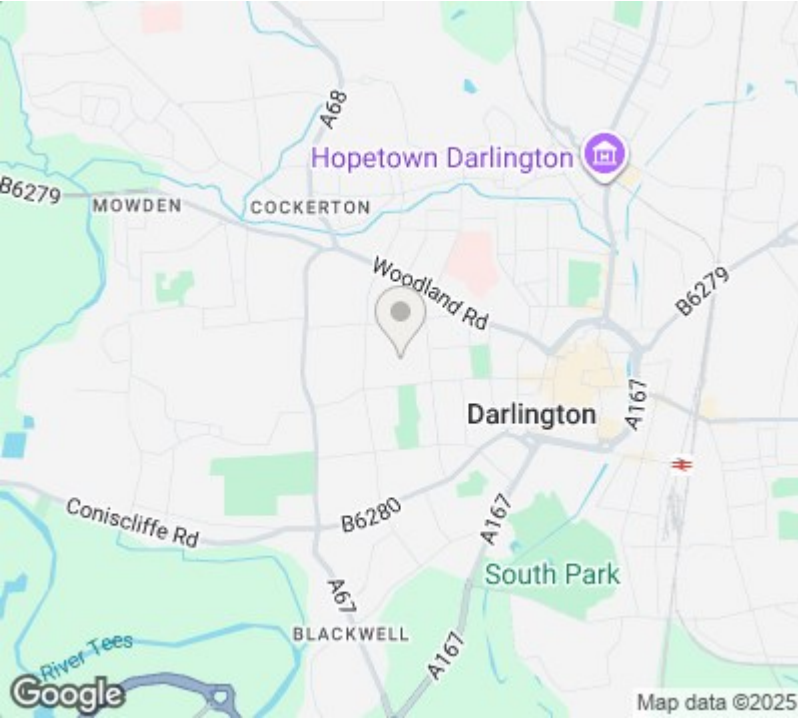 A68
Hopetown Darlington
B6279
MOWDEN
COCKERTON
Woodland Rd
B6279
A167
Darlington
Coniscliffe Rd
B6280
A167
South Park
A67
BLACKWELL
A167
River Tees
Google
Map data ©2025